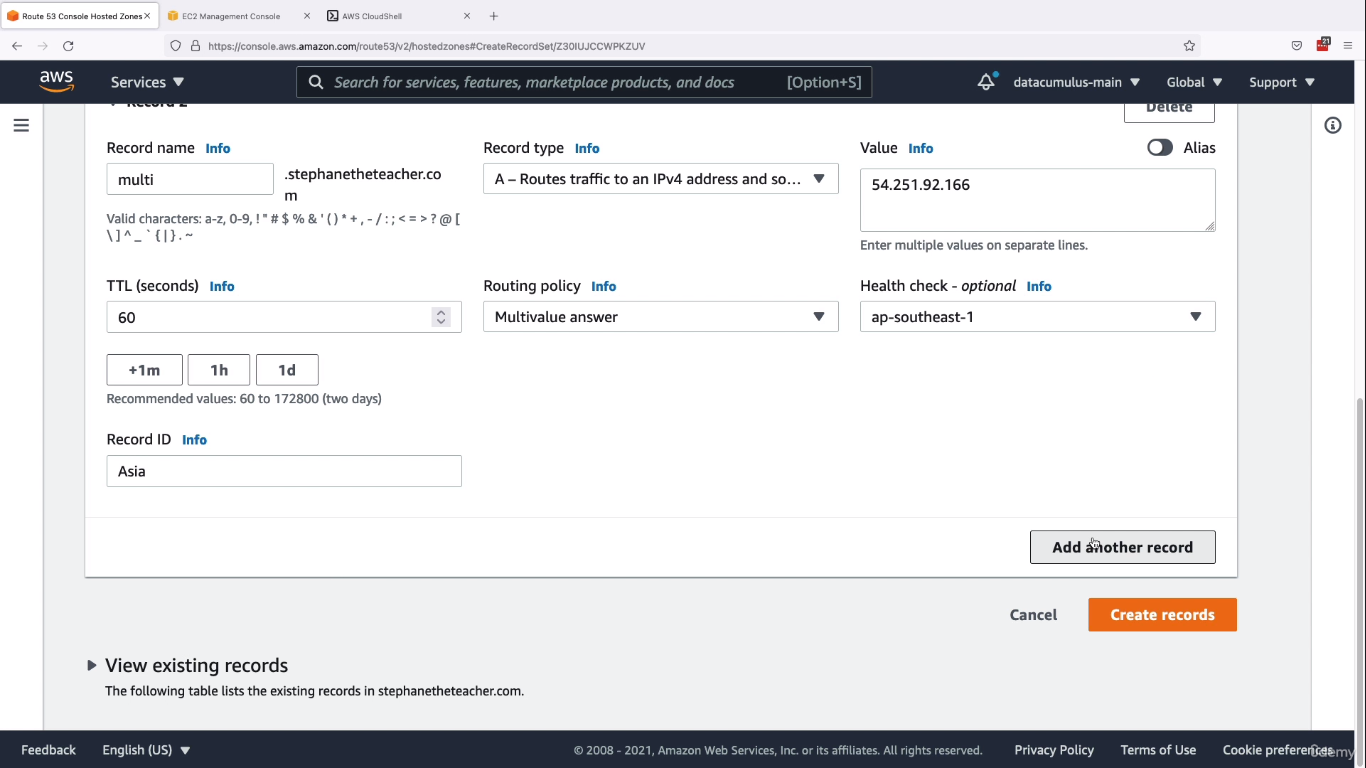 Route 53 Console Hosted Zones
EC2 Management Console
AWS CloudShell
https://console.aws.amazon.com/route53/v2/hostedzones#CreateRecordSet/Z30IUJCCWPKZUV
21
aws
Services
Search for services, features, marketplace products, and docs
[Option+S]
datacumulus-main
Global
Support
Record 2
Delete
Record name Info
Record type Info
Value Info
Alias
multi
.stephanetheteacher.co
m
A – Routes traffic to an IPv4 address and so...
54.251.92.166
Valid characters: a-z, 0-9, ! " # $ % & ' ( ) * + , - / : ; < = > ? @ [
\ ] ^ _ ` { | } . ~
Enter multiple values on separate lines.
TTL (seconds) Info
Routing policy Info
Health check - optional Info
60
Multivalue answer
ap-southeast-1
+1m
1h
1d
Recommended values: 60 to 172800 (two days)
Record ID Info
Asia
Add another record
Cancel
Create records
View existing records
The following table lists the existing records in stephanetheteacher.com.
Feedback
English (US)
© 2008 - 2021, Amazon Web Services, Inc. or its affiliates. All rights reserved.
Privacy Policy
Terms of Use
Cookie preferences
Udemy